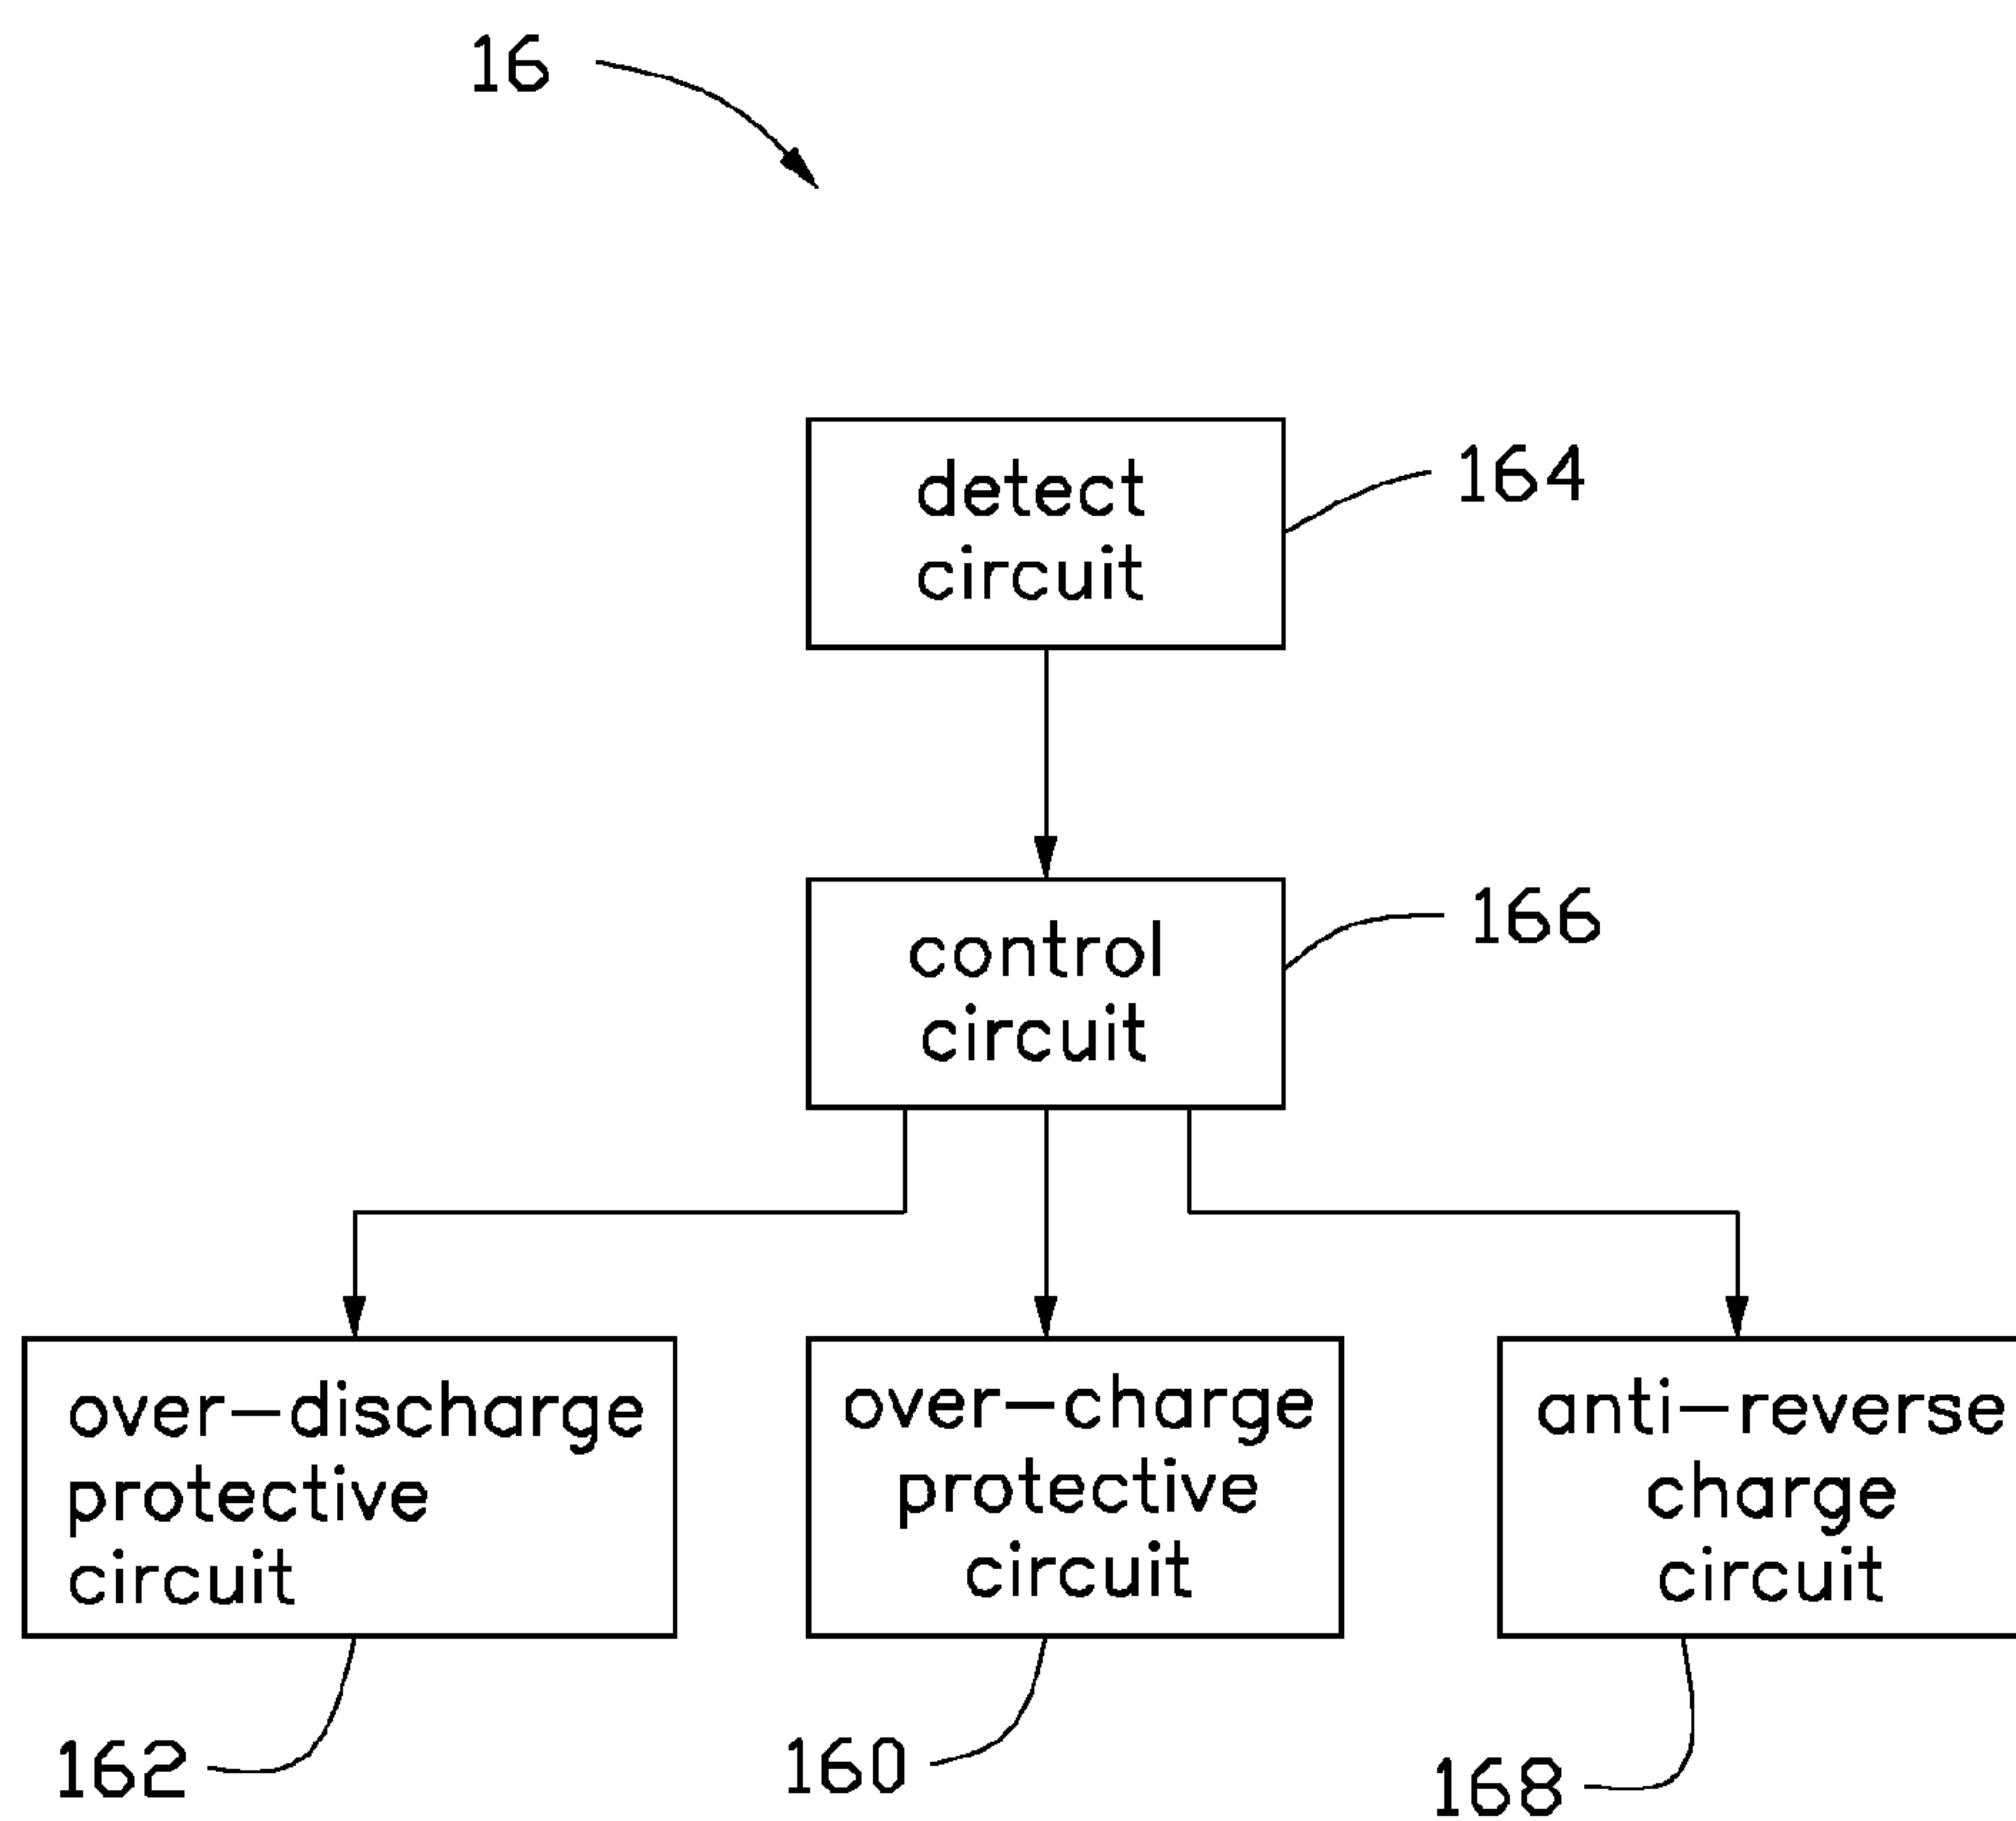 16
detect
circuit
164
control
circuit
166
over-discharge
protective
circuit
over-charge
protective
circuit
anti-reverse
charge
circuit
162
160
168